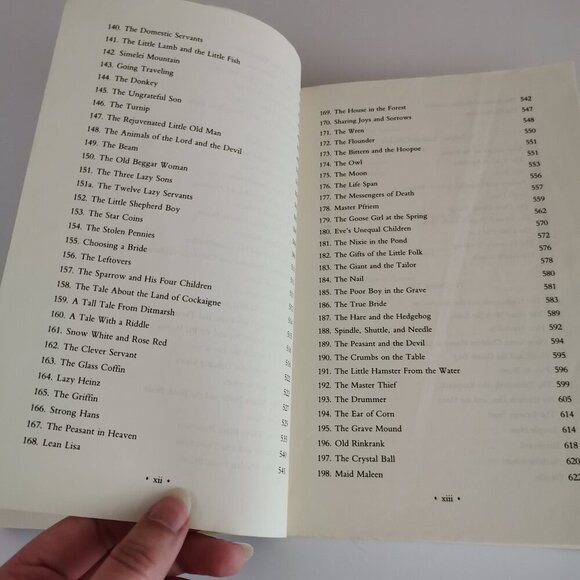 140. The Domestic Servants
141. The Little Lamb and the Little Fish
142. Simelei Mountain
143. Going Traveling
144. The Donkey
145. The Ungrateful Son
146. The Turnip
147. The Rejuvenated Little Old Man
148. The Animals of the Lord and the Devil
149. The Beam
150. The Old Beggar Woman
151. The Three Lazy Sons
151a. The Twelve Lazy Servants
152. The Little Shepherd Boy
153. The Star Coins
154. The Stolen Pennies
155. Choosing a Bride
156. The Leftovers
157. The Sparrow and His Four Children
158. The Tale About the Land of Cockaigne
159. A Tall Tale From Ditmarsh
160. A Tale With a Riddle
161. Snow White and Rose Red
162. The Clever Servant
163. The Glass Coffin 522
164. Lazy Heinz
165. The Griffin 527
166. Strong Hans
167. The Peasant in Heaven 535
168. Lean Lisa 540
541
• xii •
542
169. The House in the Forest 547
170. Sharing Joys and Sorrows 548
171. The Wren 550
172. The Flounder 551
173. The Bittern and the Hoopoe 551
174. The Owl 553
175. The Moon 556
176. The Life Span 557
177. The Messengers of Death 559
178. Master Pfriem 562
179. The Goose Girl at the Spring 570
180. Eve's Unequal Children 572
181. The Nixie in the Pond 576
182. The Gifts of the Little Folk 578
183. The Giant and the Tailor 580
184. The Nail 581
185. The Poor Boy in the Grave 583
186. The True Bride 589
187. The Hare and the Hedgehog 592
188. Spindle, Shuttle, and Needle 594
189. The Peasant and the Devil 595
190. The Crumbs on the Table 596
191. The Little Hamster From the Water 599
192. The Master Thief 605
193. The Drummer 614
194. The Ear of Corn 614
195. The Grave Mound 618
196. Old Rinkrank 620
197. The Crystal Ball 622
198. Maid Maleen
• xiii •